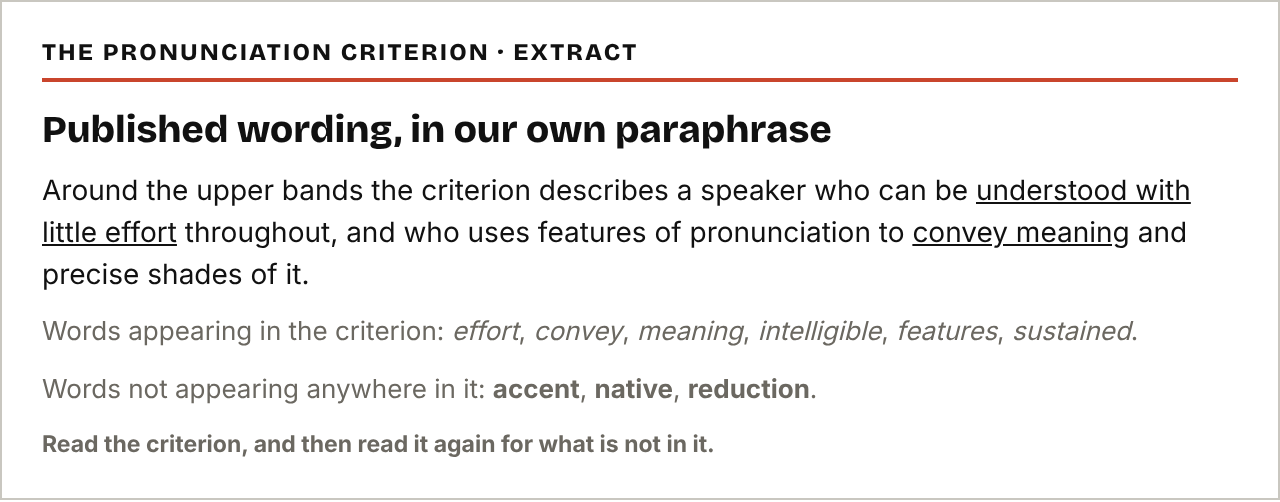 THE PRONUNCIATION CRITERION · EXTRACT
Published wording, in our own paraphrase
Around the upper bands the criterion describes a speaker who can be understood with
little effort throughout, and who uses features of pronunciation to convey meaning and
precise shades of it.
Words appearing in the criterion: effort, convey, meaning, intelligible, features, sustained.
Words not appearing anywhere in it: accent, native, reduction.
Read the criterion, and then read it again for what is not in it.